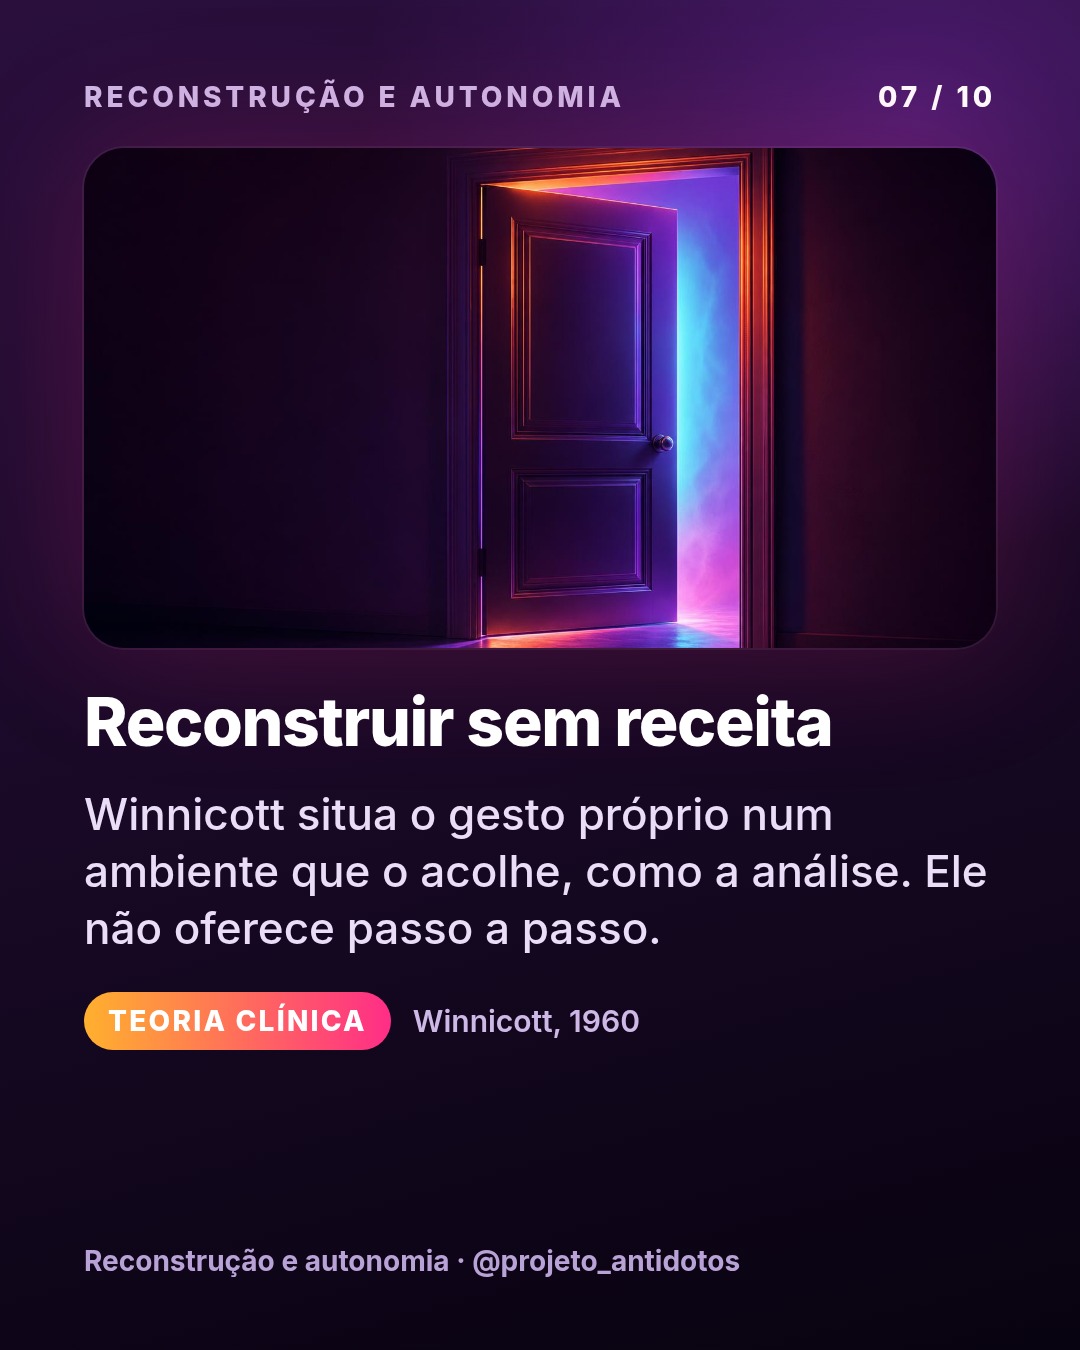 RECONSTRUÇÃO E AUTONOMIA
07 / 10
Reconstruir sem receita
Winnicott situa o gesto próprio num
ambiente que o acolhe, como a análise. Ele
não oferece passo a passo.
TEORIA CLÍNICA
Winnicott, 1960
Reconstrução e autonomia · @projeto_antidotos